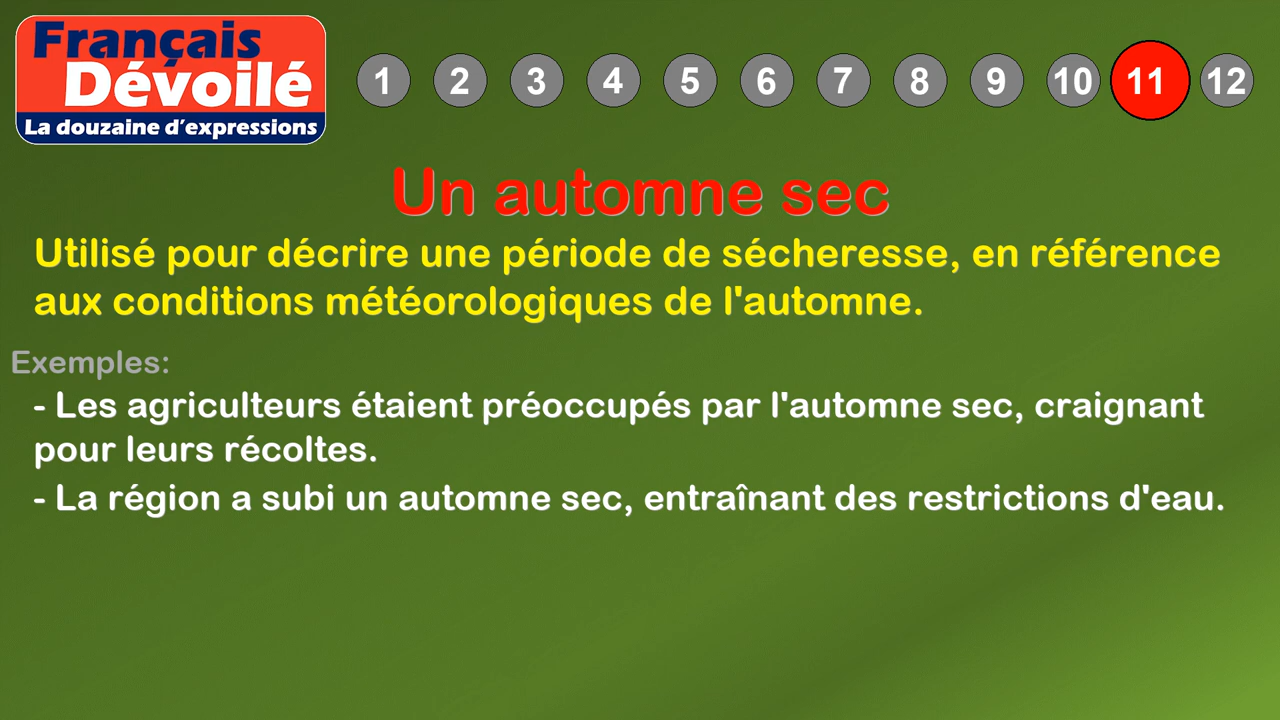 Français
Dévoilé
La douzaine d'expressions
1 2 3 4 5 6 7 8 9 10 11 12
Un automne sec
Utilisé pour décrire une période de sécheresse, en référence
aux conditions météorologiques de l'automne.
Exemples:
- Les agriculteurs étaient préoccupés par l'automne sec, craignant
pour leurs récoltes.
- La région a subi un automne sec, entraînant des restrictions d'eau.